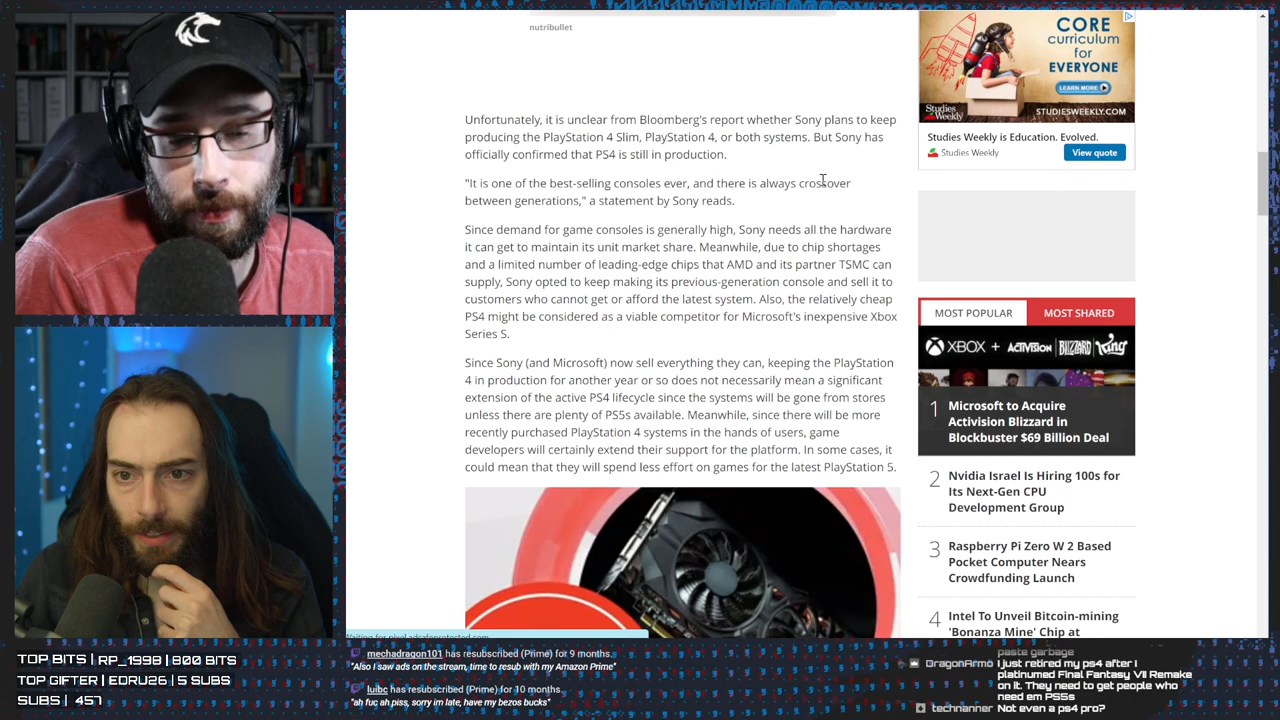 nutribullet
Unfortunately, it is unclear from Bloomberg's report whether Sony plans to keep
producing the PlayStation 4 Slim, PlayStation 4, or both systems. But Sony has
officially confirmed that PS4 is still in production.
"It is one of the best-selling consoles ever, and there is always crossover
between generations," a statement by Sony reads.
Since demand for game consoles is generally high, Sony needs all the hardware
it can get to maintain its unit market share. Meanwhile, due to chip shortages
and a limited number of leading-edge chips that AMD and its partner TSMC can
supply, Sony opted to keep making its previous-generation console and sell it to
customers who cannot get or afford the latest system. Also, the relatively cheap
PS4 might be considered as a viable competitor for Microsoft's inexpensive Xbox
Series S.
Since Sony (and Microsoft) now sell everything they can, keeping the PlayStation
4 in production for another year or so does not necessarily mean a significant
extension of the active PS4 lifecycle since the systems will be gone from stores
unless there are plenty of PS5s available. Meanwhile, since there will be more
recently purchased PlayStation 4 systems in the hands of users, game
developers will certainly extend their support for the platform. In some cases, it
could mean that they will spend less effort on games for the latest PlayStation 5.
CORE
curriculum
for
EVERYONE
LEARN MORE
Studies
Weekly
STUDIESWEEKLY.COM
Studies Weekly is Education. Evolved.
Studies Weekly
View quote
MOST POPULAR
MOST SHARED
XBOX + ACTIVISION BLIZZARD King
1 Microsoft to Acquire
Activision Blizzard in
Blockbuster $69 Billion Deal
2 Nvidia Israel Is Hiring 100s for
Its Next-Gen CPU
Development Group
3 Raspberry Pi Zero W 2 Based
Pocket Computer Nears
Crowdfunding Launch
4 Intel To Unveil Bitcoin-mining
'Bonanza Mine' Chip at
TOP BITS | RP_1998 | 800 BITS
TOP GIFTER | EDRU26 | 5 SUBS
SUBS | 457
mechadragon101 has resubscribed (Prime) for 9 months.
"Also I saw ads on the stream, time to resub with my Amazon Prime"
luibc has resubscribed (Prime) for 10 months.
"ah fuc ah piss, sorry im late, have my bezos bucks"
paste garbage
DragonArmo I just retired my ps4 after I
platinumed Final Fantasy VII Remake
on it. They need to get people who
need em PS5s
technanner Not even a ps4 pro?